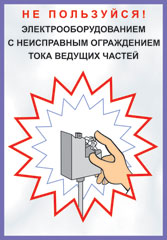 НЕ ПОЛЬЗУЙСЯ!
ЭЛЕКТРООБОРУДОВАНИЕМ
С НЕИСПРАВНЫМ ОГРАЖДЕНИЕМ
ТОКА ВЕДУЩИХ ЧАСТЕЙ